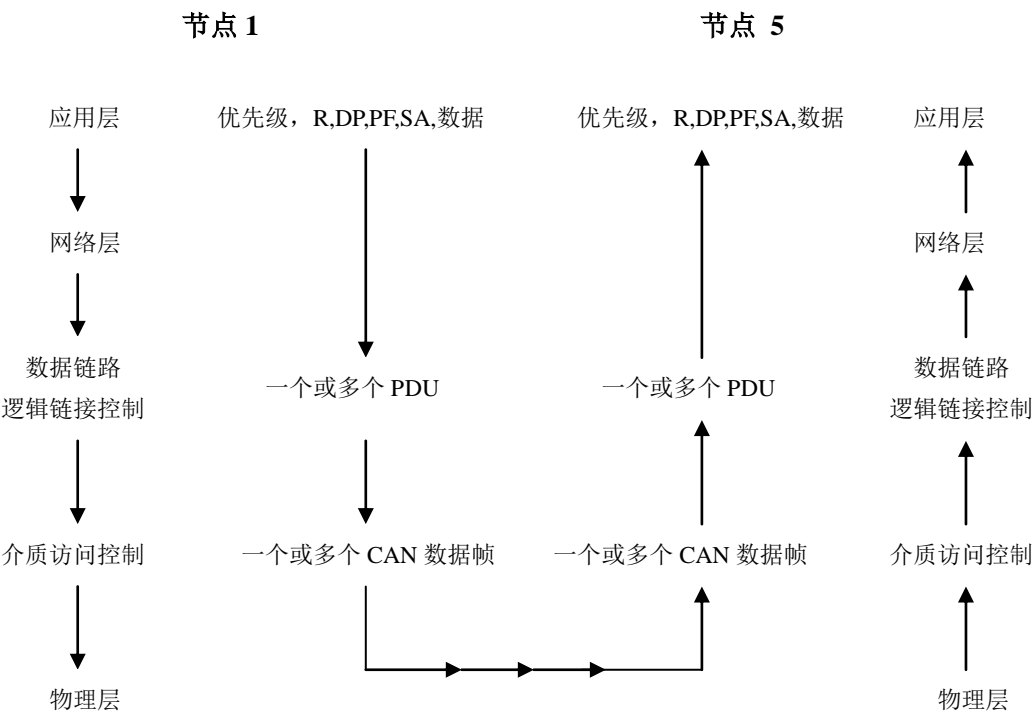 节点 1
节点 5
应用层
优先级，R,DP,PF,SA,数据
优先级，R,DP,PF,SA,数据
应用层
网络层
网络层
数据链路
逻辑链接控制
一个或多个 PDU
一个或多个 PDU
数据链路
逻辑链接控制
介质访问控制
一个或多个 CAN 数据帧
一个或多个 CAN 数据帧
介质访问控制
物理层
物理层